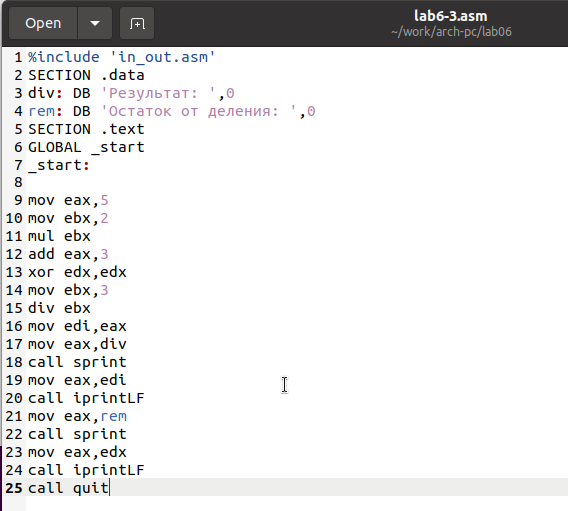 Open
lab6-3.asm
~/work/arch-pc/lab06
1 %include 'in_out.asm'
2 SECTION .data
3 div: DB 'Результат: ',0
4 rem: DB 'Остаток от деления: ',0
5 SECTION .text
6 GLOBAL _start
7 _start:
8
9 mov eax,5
10 mov ebx,2
11 mul ebx
12 add eax,3
13 xor edx,edx
14 mov ebx,3
15 div ebx
16 mov edi,eax
17 mov eax,div
18 call sprint
19 mov eax,edi
20 call iprintLF
21 mov eax,rem
22 call sprint
23 mov eax,edx
24 call iprintLF
25 call quit